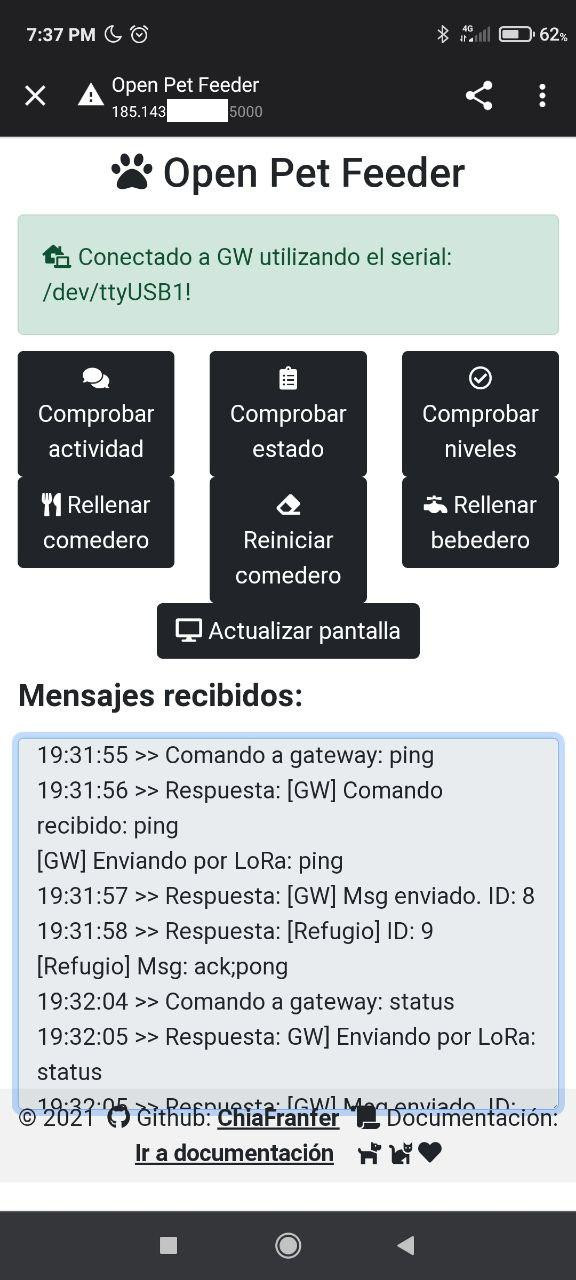 7:37 PM
4G
62%
Open Pet Feeder
185.143
5000
Open Pet Feeder
Conectado a GW utilizando el serial:
/dev/ttyUSB1!
Comprobar
actividad
Comprobar
estado
Comprobar
niveles
Rellenar
comedero
Reiniciar
comedero
Rellenar
bebedero
Actualizar pantalla
Mensajes recibidos:
19:31:55 >> Comando a gateway: ping
19:31:56 >> Respuesta: [GW] Comando
recibido: ping
[GW] Enviando por LoRa: ping
19:31:57 >> Respuesta: [GW] Msg enviado. ID: 8
19:31:58 >> Respuesta: [Refugio] ID: 9
[Refugio] Msg: ack;pong
19:32:04 >> Comando a gateway: status
19:32:05 >> Respuesta: GW] Enviando por LoRa:
status
19:32:05 >> Respuesta: [GW] Msg enviado. ID:
© 2021 Github: ChiaFranfer Documentación:
Ir a documentación